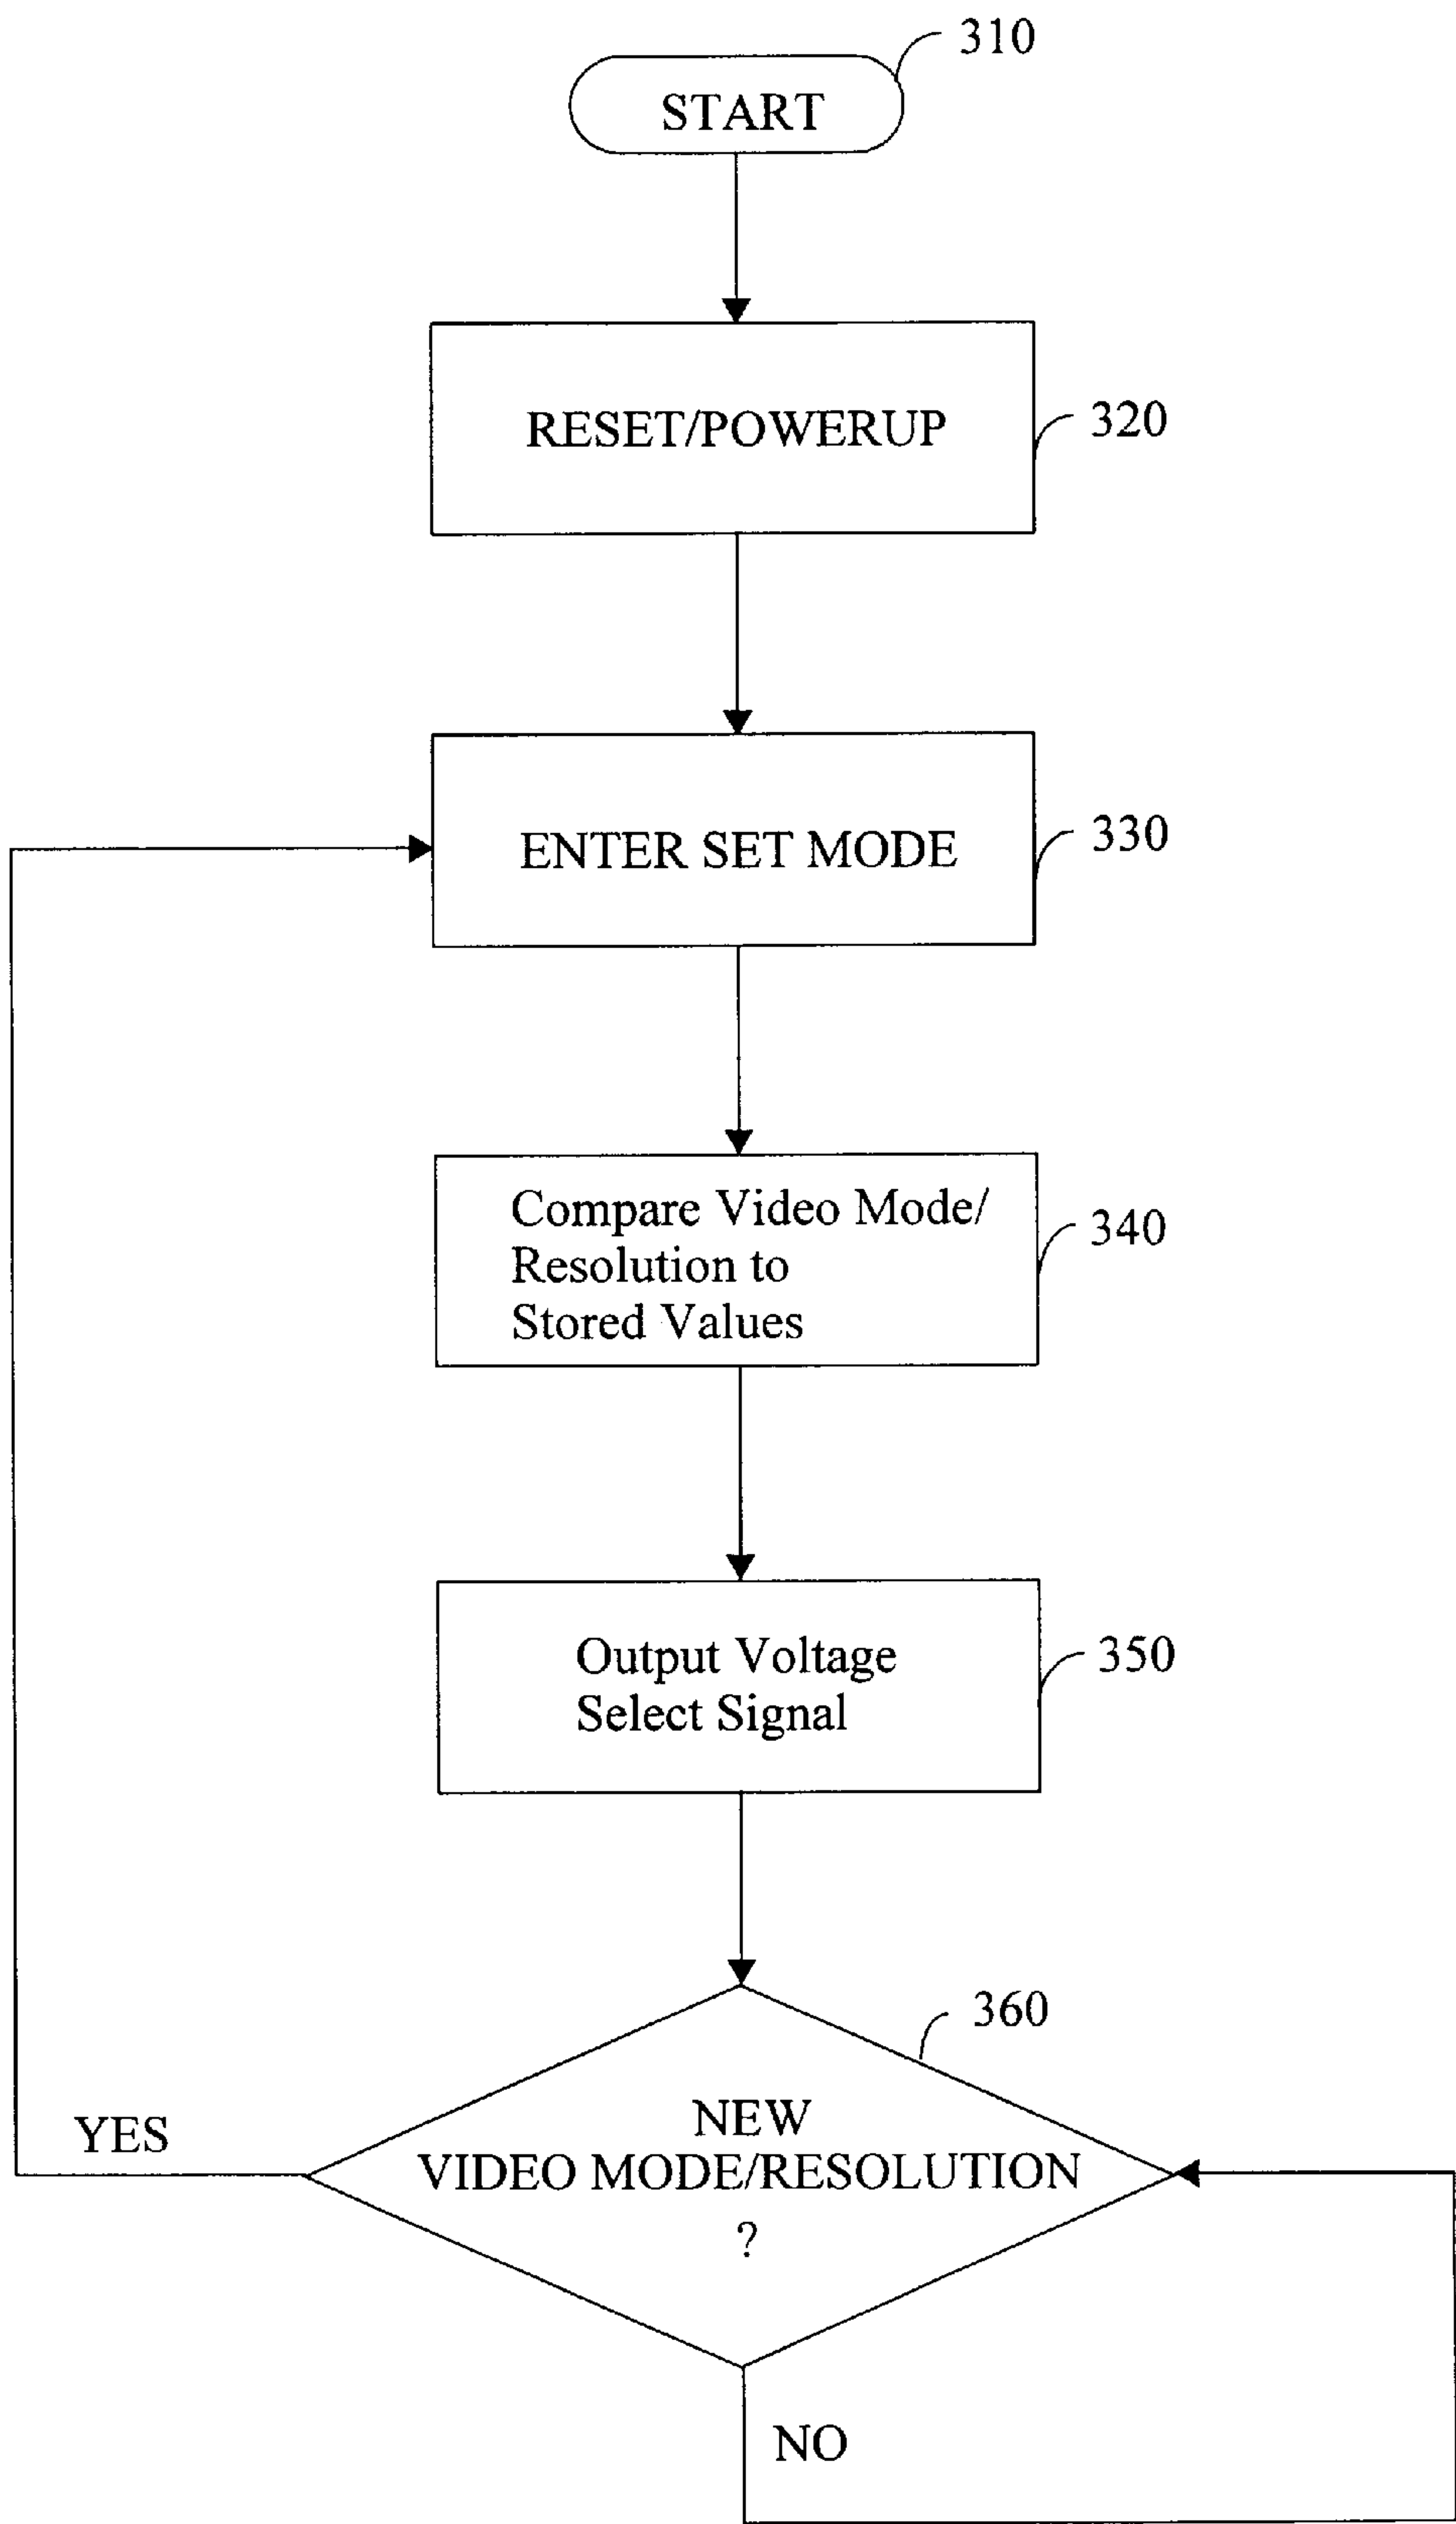 310
START
RESET/POWERUP
320
ENTER SET MODE
330
Compare Video Mode/
Resolution to
Stored Values
340
Output Voltage
Select Signal
350
360
NEW
VIDEO MODE/RESOLUTION
?
YES
NO